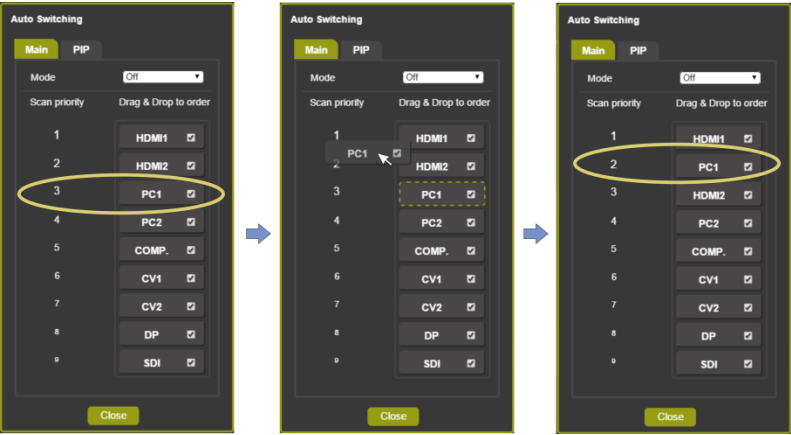 Auto Switching
Main PIP
Mode Off
Scan priority Drag & Drop to order
1 HDMI1
2 HDMI2
3 PC1
4 PC2
5 COMP.
6 CV1
7 CV2
8 DP
9 SDI
Close
Auto Switching
Main PIP
Mode Off
Scan priority Drag & Drop to order
1 HDMI1
PC1
2 HDMI2
3 PC1
4 PC2
5 COMP.
6 CV1
7 CV2
8 DP
9 SDI
Close
Auto Switching
Main PIP
Mode Off
Scan priority Drag & Drop to order
1 HDMI1
2 PC1
3 HDMI2
4 PC2
5 COMP.
6 CV1
7 CV2
8 DP
9 SDI
Close